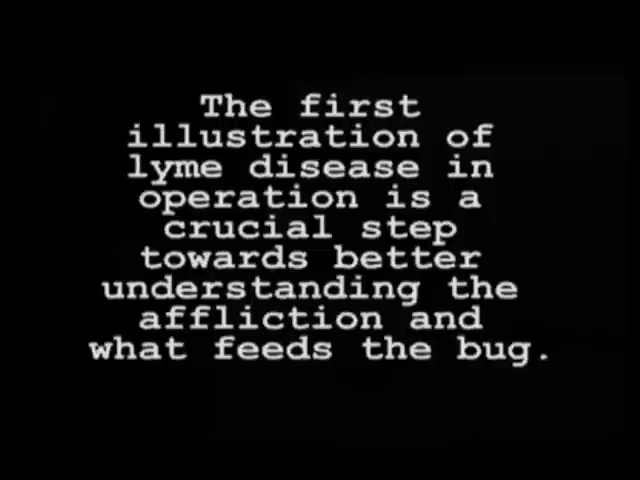 The first
illustration of
lyme disease in
operation is a
crucial step
towards better
understanding the
affliction and
what feeds the bug.